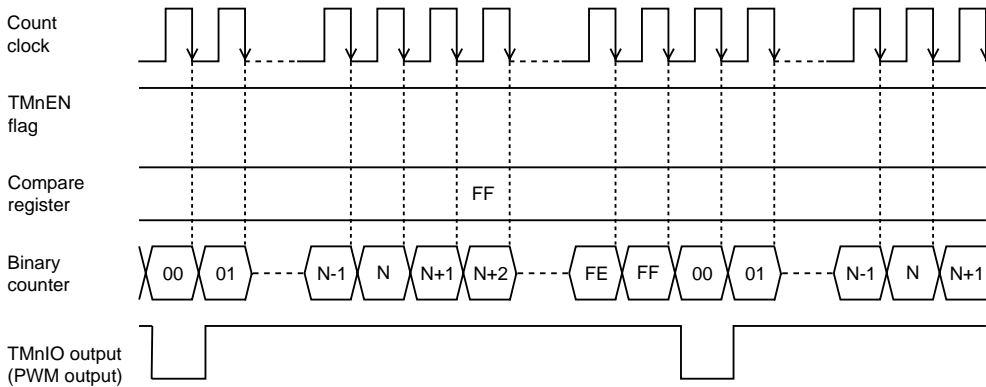 Count
clock
TMnEN
flag
Compare
register
FF
Binary
counter
00 01 N-1 N N+1 N+2 FE FF 00 01 N-1 N N+1
TMnIO output
(PWM output)